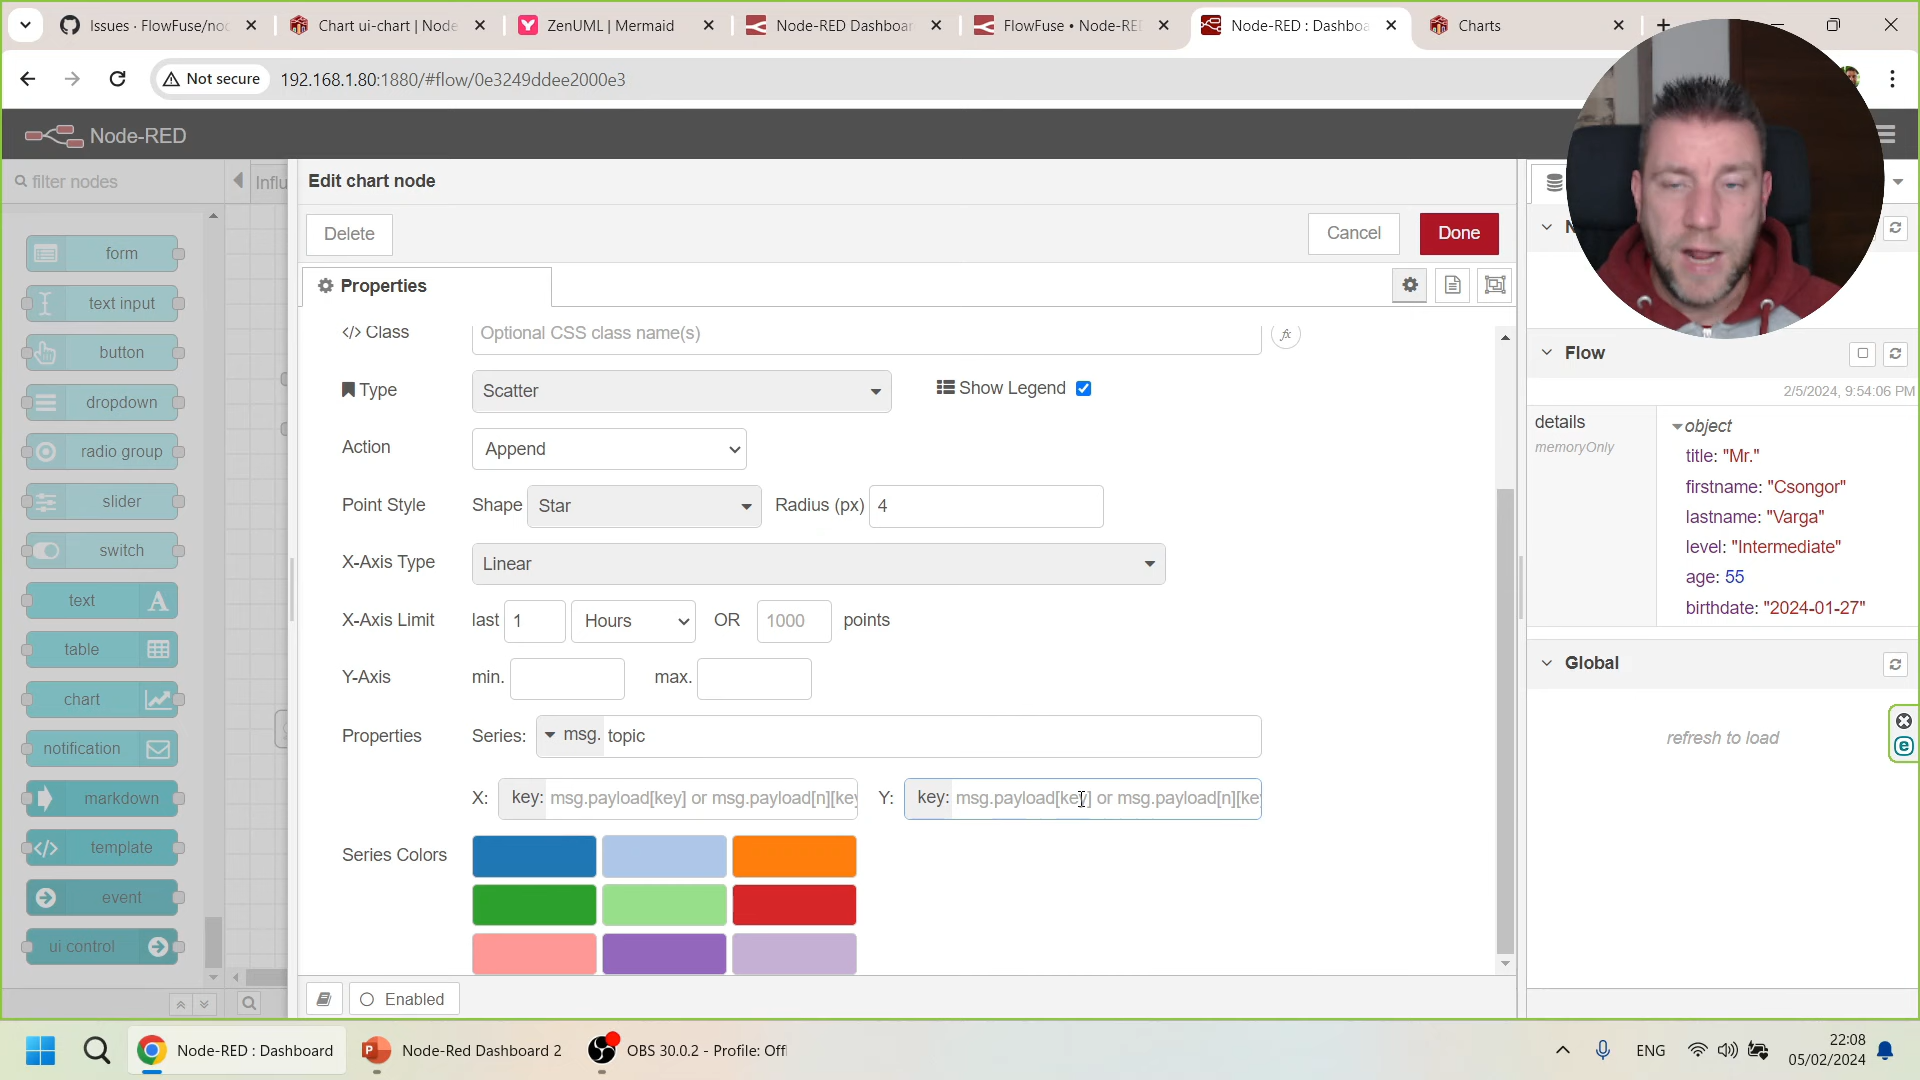 Issues · FlowFuse/no
Chart ui-chart | Node
ZenUML | Mermaid
Node-RED Dashboar
FlowFuse • Node-RE
Node-RED : Dashbo
Charts
Not secure
192.168.1.80:1880/#flow/0e3249ddee2000e3
Node-RED
filter nodes
Influ
Edit chart node
Delete
Cancel
Done
Properties
Class
Optional CSS class name(s)
fx
Type
Scatter
Show Legend
Action
Append
Point Style
Shape
Star
Radius (px)
4
X-Axis Type
Linear
X-Axis Limit
last
1
Hours
OR
1000
points
Y-Axis
min.
max.
Properties
Series:
msg.
topic
X:
key:
msg.payload[key] or msg.payload[n][key
Y:
key:
msg.payload[key] or msg.payload[n][ke
Series Colors
Enabled
form
text input
button
dropdown
radio group
slider
switch
text
table
chart
notification
markdown
template
event
ui control
N
Flow
2/5/2024, 9:54:06 PM
details
memoryOnly
object
title: "Mr."
firstname: "Csongor"
lastname: "Varga"
level: "Intermediate"
age: 55
birthdate: "2024-01-27"
Global
refresh to load
Node-RED : Dashboard
Node-Red Dashboard 2
OBS 30.0.2 - Profile: Offl
ENG
22:08
05/02/2024